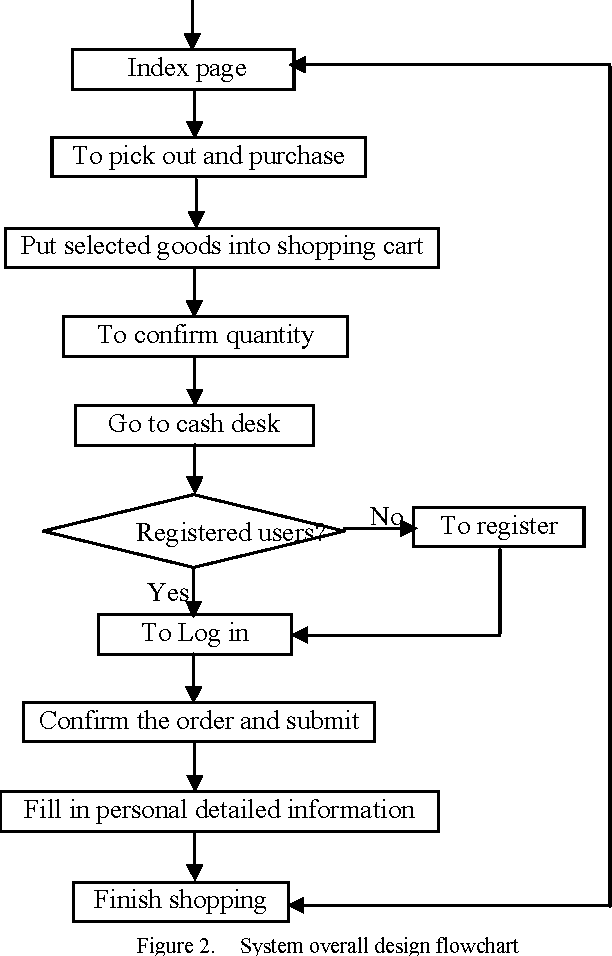 Index page
To pick out and purchase
Put selected goods into shopping cart
To confirm quantity
Go to cash desk
Registered users?
No
To register
Yes
To Log in
Confirm the order and submit
Fill in personal detailed information
Finish shopping
Figure 2. System overall design flowchart